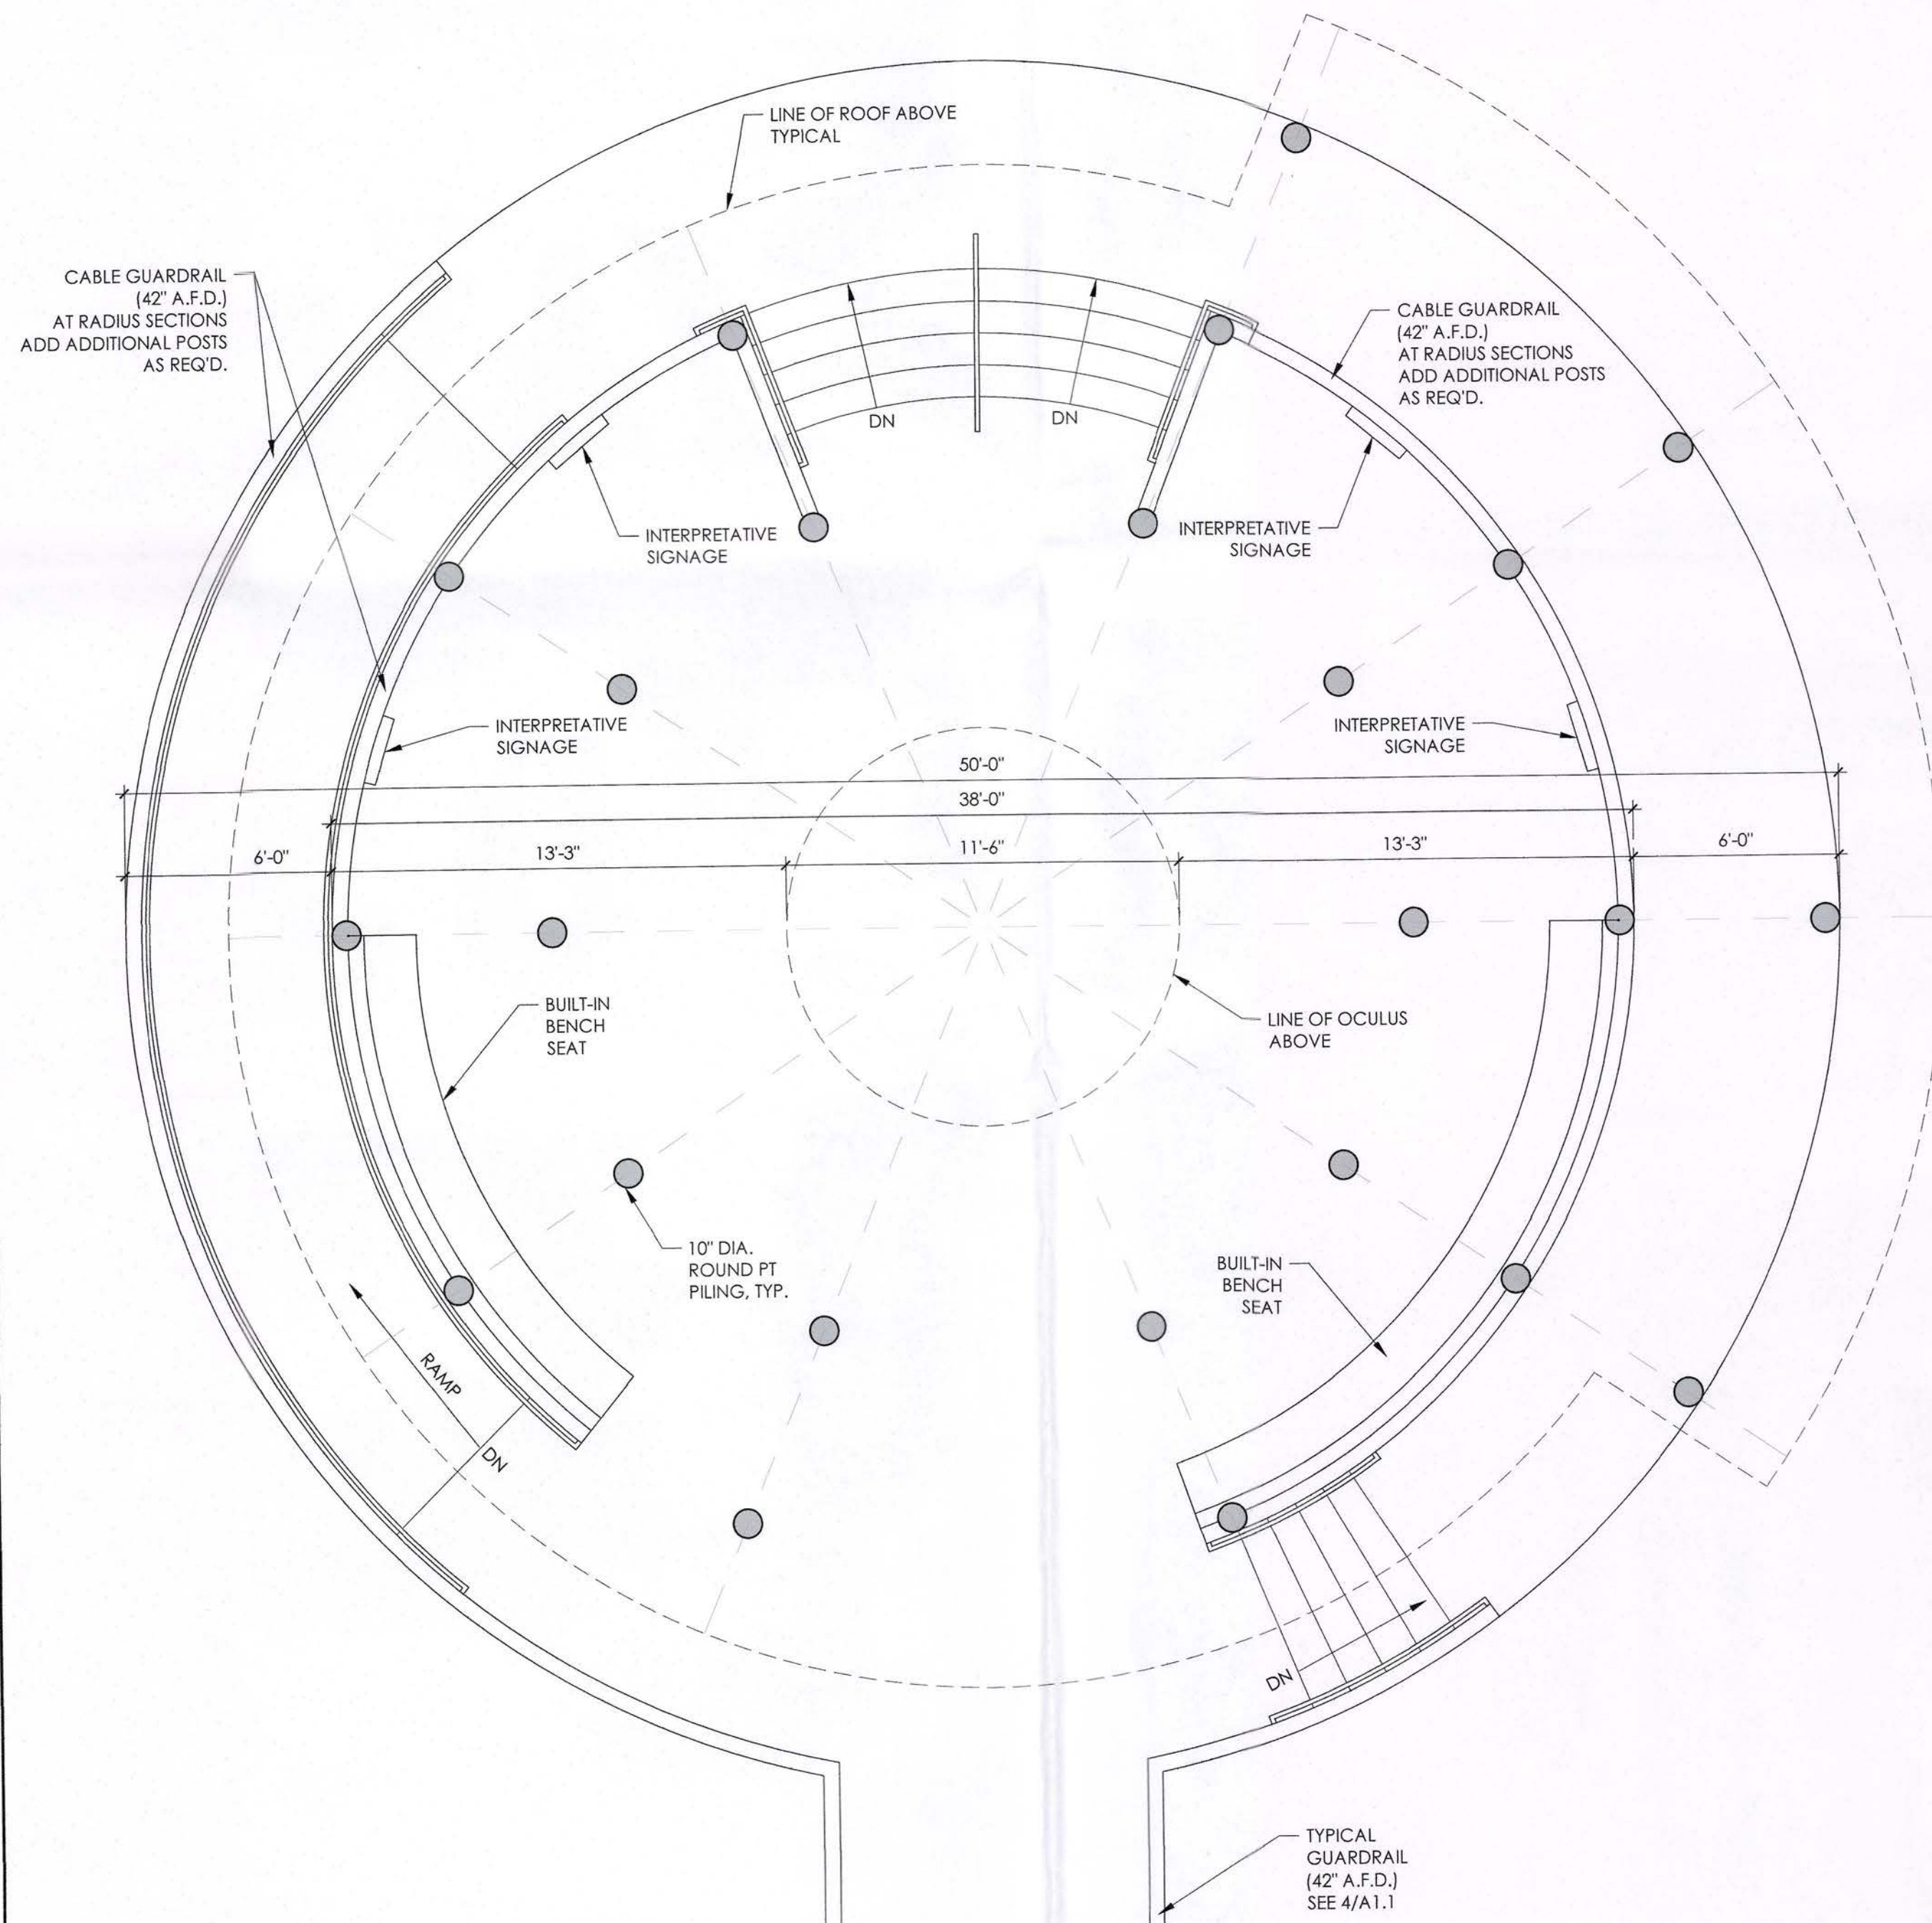 LINE OF ROOF ABOVE
TYPICAL
CABLE GUARDRAIL
(42" A.F.D.)
AT RADIUS SECTIONS
ADD ADDITIONAL POSTS
AS REQ'D.
CABLE GUARDRAIL
(42" A.F.D.)
AT RADIUS SECTIONS
ADD ADDITIONAL POSTS
AS REQ'D.
DN
DN
INTERPRETATIVE
SIGNAGE
INTERPRETATIVE
SIGNAGE
INTERPRETATIVE
SIGNAGE
INTERPRETATIVE
SIGNAGE
50'-0"
38'-0"
6'-0"
13'-3"
11'-6"
13'-3"
6'-0"
BUILT-IN
BENCH
SEAT
LINE OF OCULUS
ABOVE
10" DIA.
ROUND PT
PILING, TYP.
BUILT-IN
BENCH
SEAT
RAMP
DN
DN
TYPICAL
GUARDRAIL
(42" A.F.D.)
SEE 4/A1.1